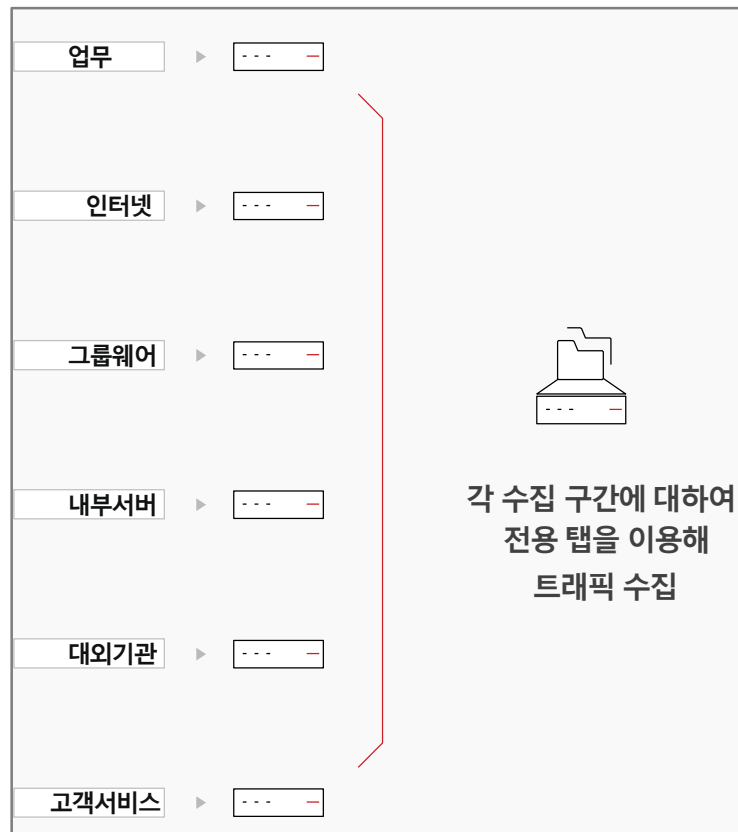 업무
인터넷
그룹웨어
내부서버
대외기관
고객서비스
각 수집 구간에 대하여
전용 탭을 이용해
트래픽 수집